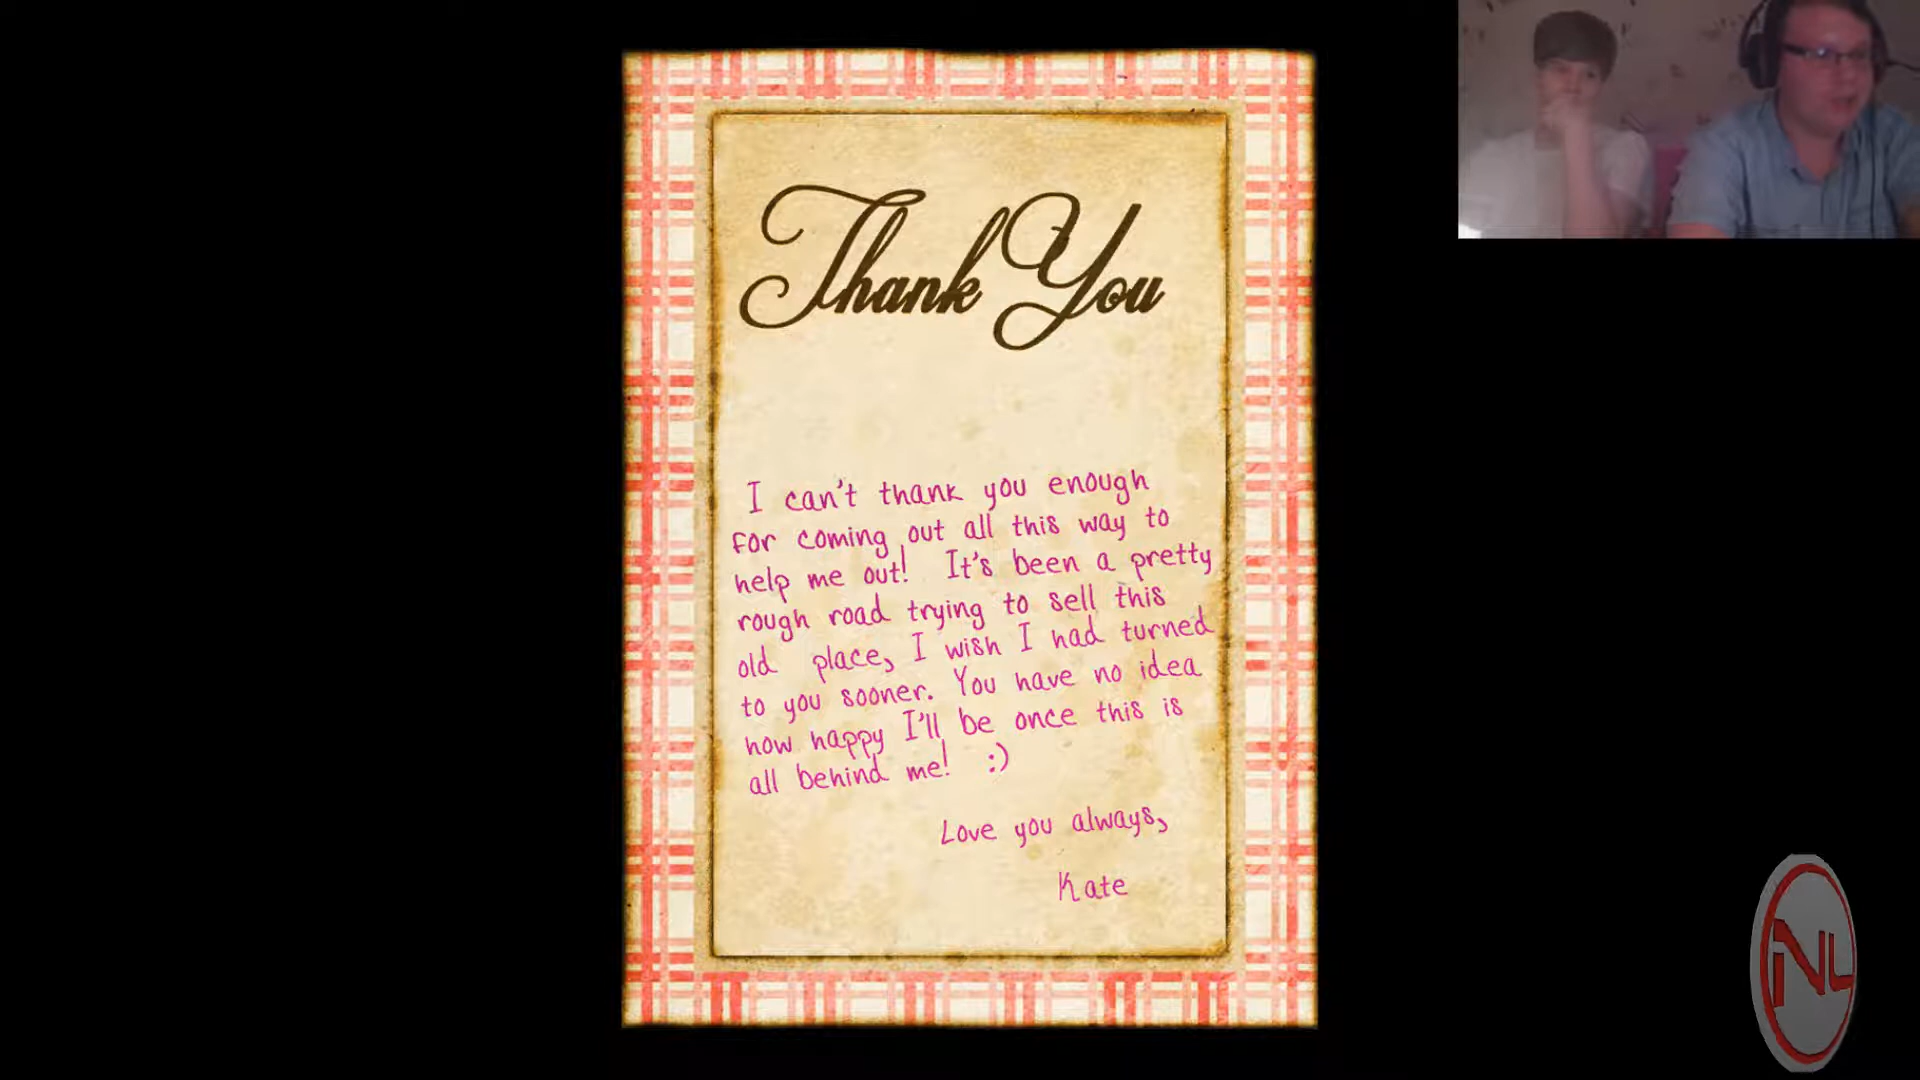 Thank You
I can't thank you enough
for coming out all this way to
help me out! It's been a pretty
rough road trying to sell this
old place, I wish I had turned
to you sooner. You have no idea
how happy I'll be once this is
all behind me! :)
Love you always,
Kate
NL